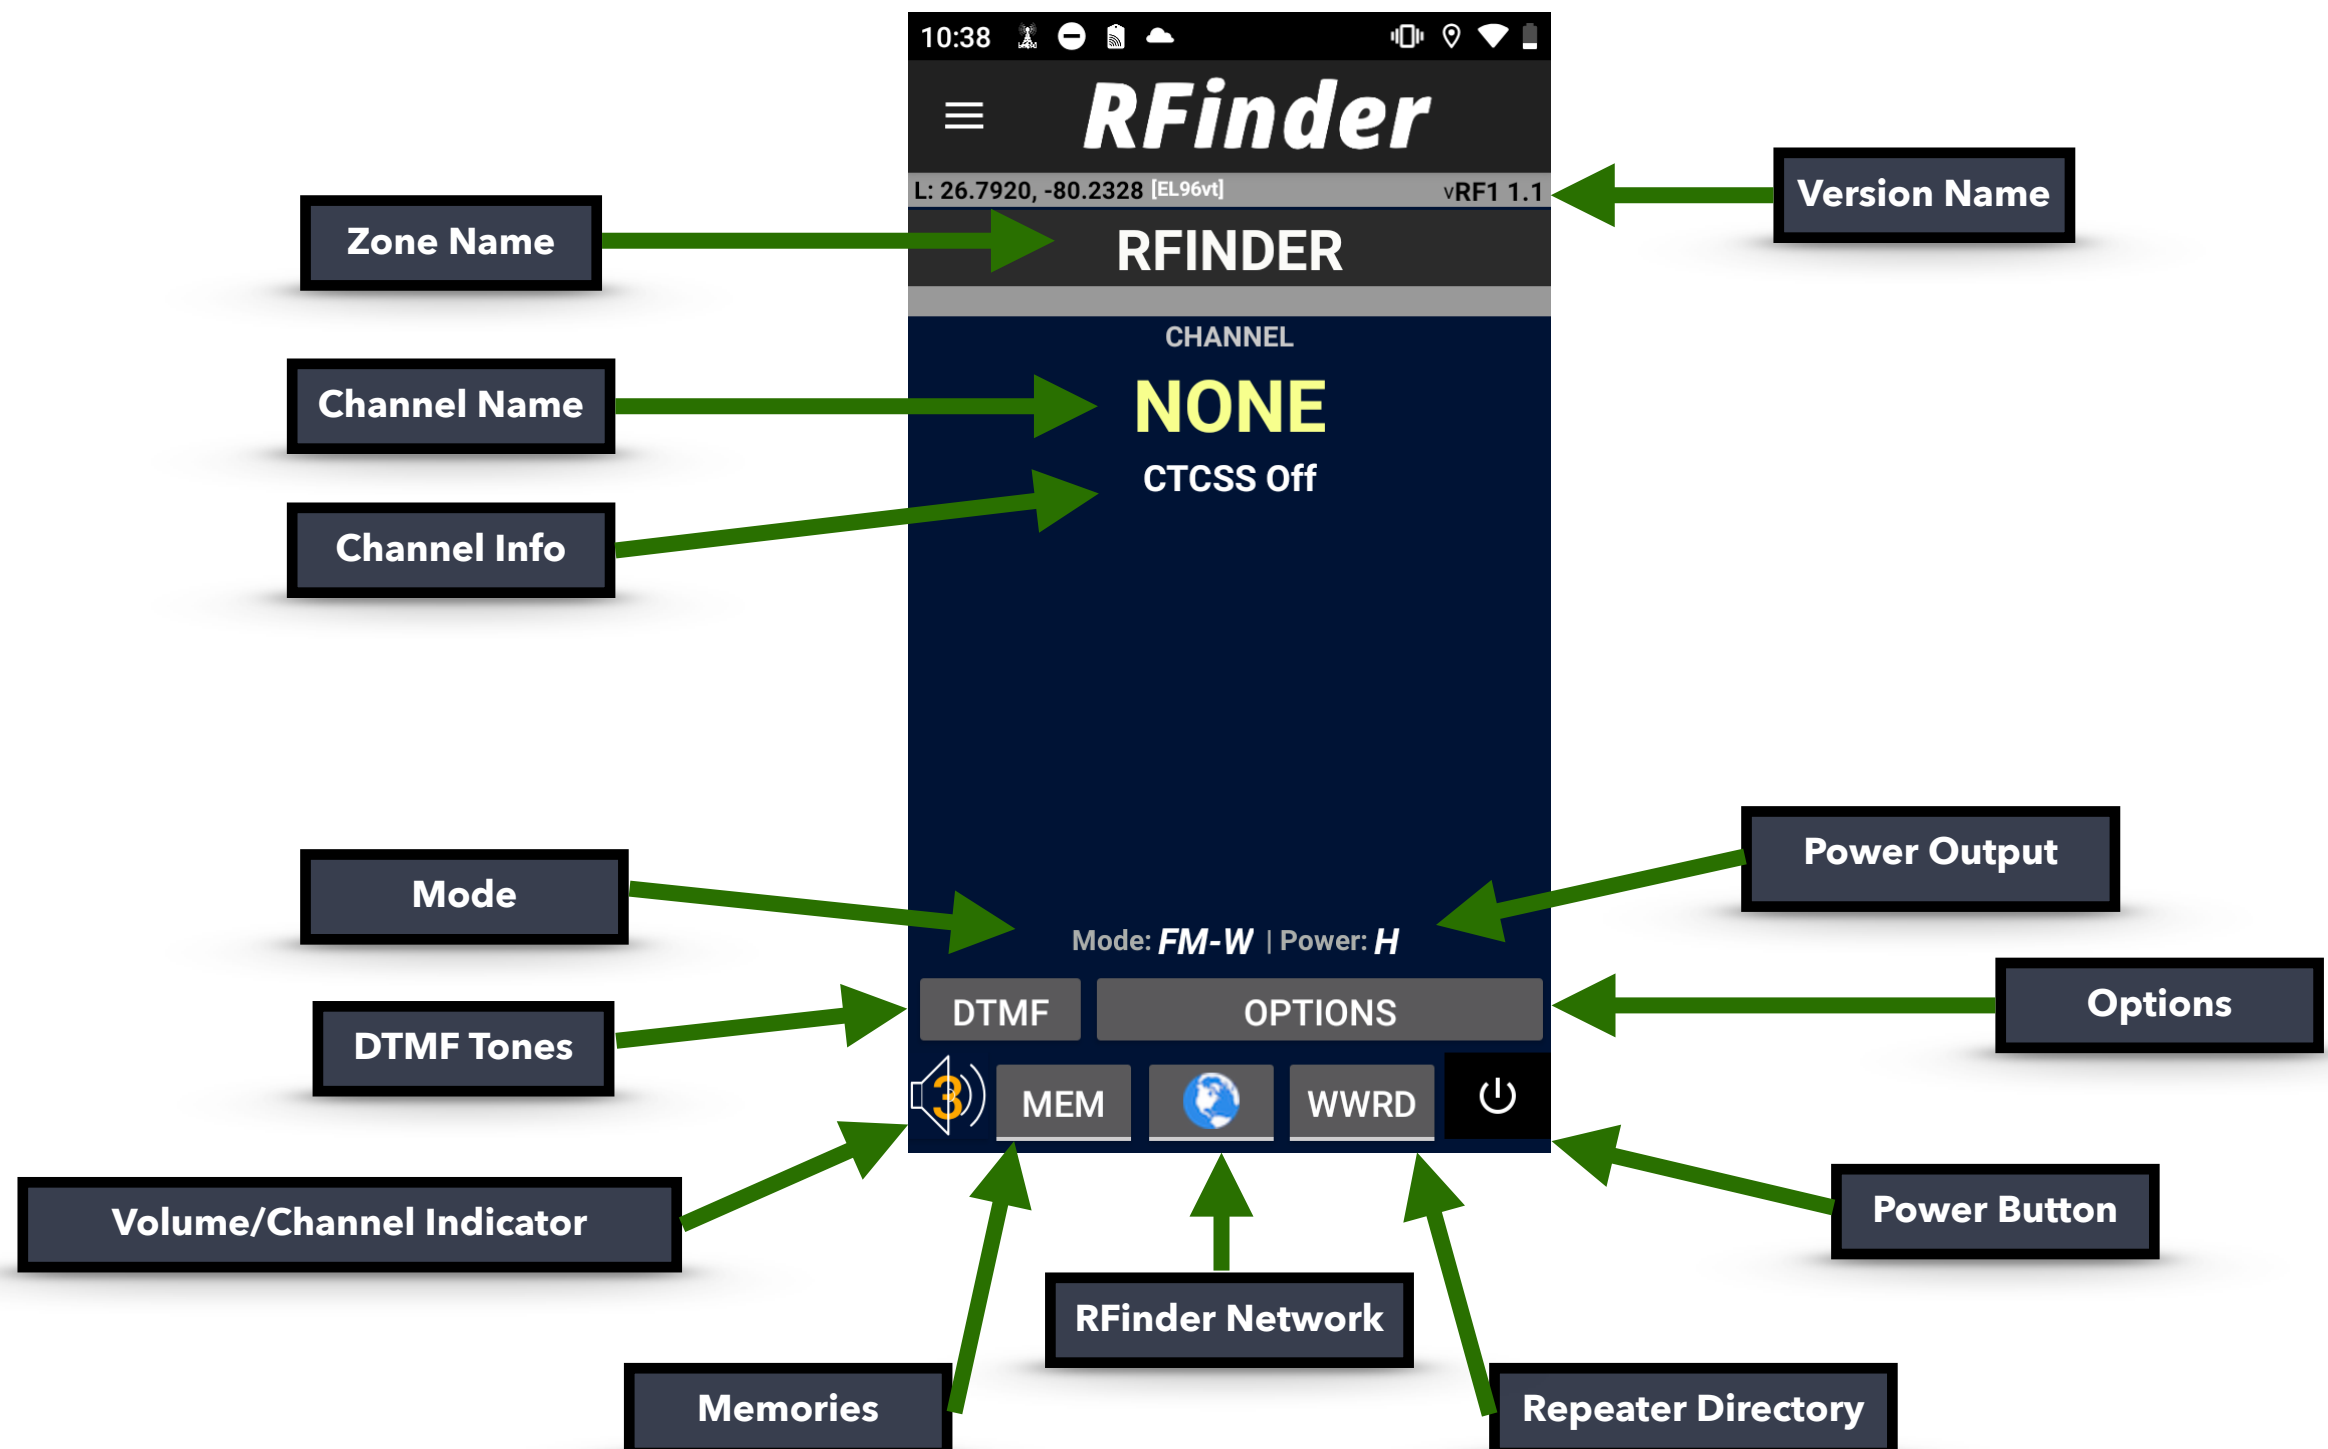 10:38
RFinder
L: 26.7920, -80.2328 [EL96vt] vRF1 1.1
Version Name
Zone Name
RFINDER
CHANNEL
Channel Name
NONE
CTCSS Off
Channel Info
Power Output
Mode
Mode: FM-W | Power: H
Options
DTMF OPTIONS
DTMF Tones
3 MEM WWRD
Volume/Channel Indicator
Power Button
RFinder Network
Memories
Repeater Directory